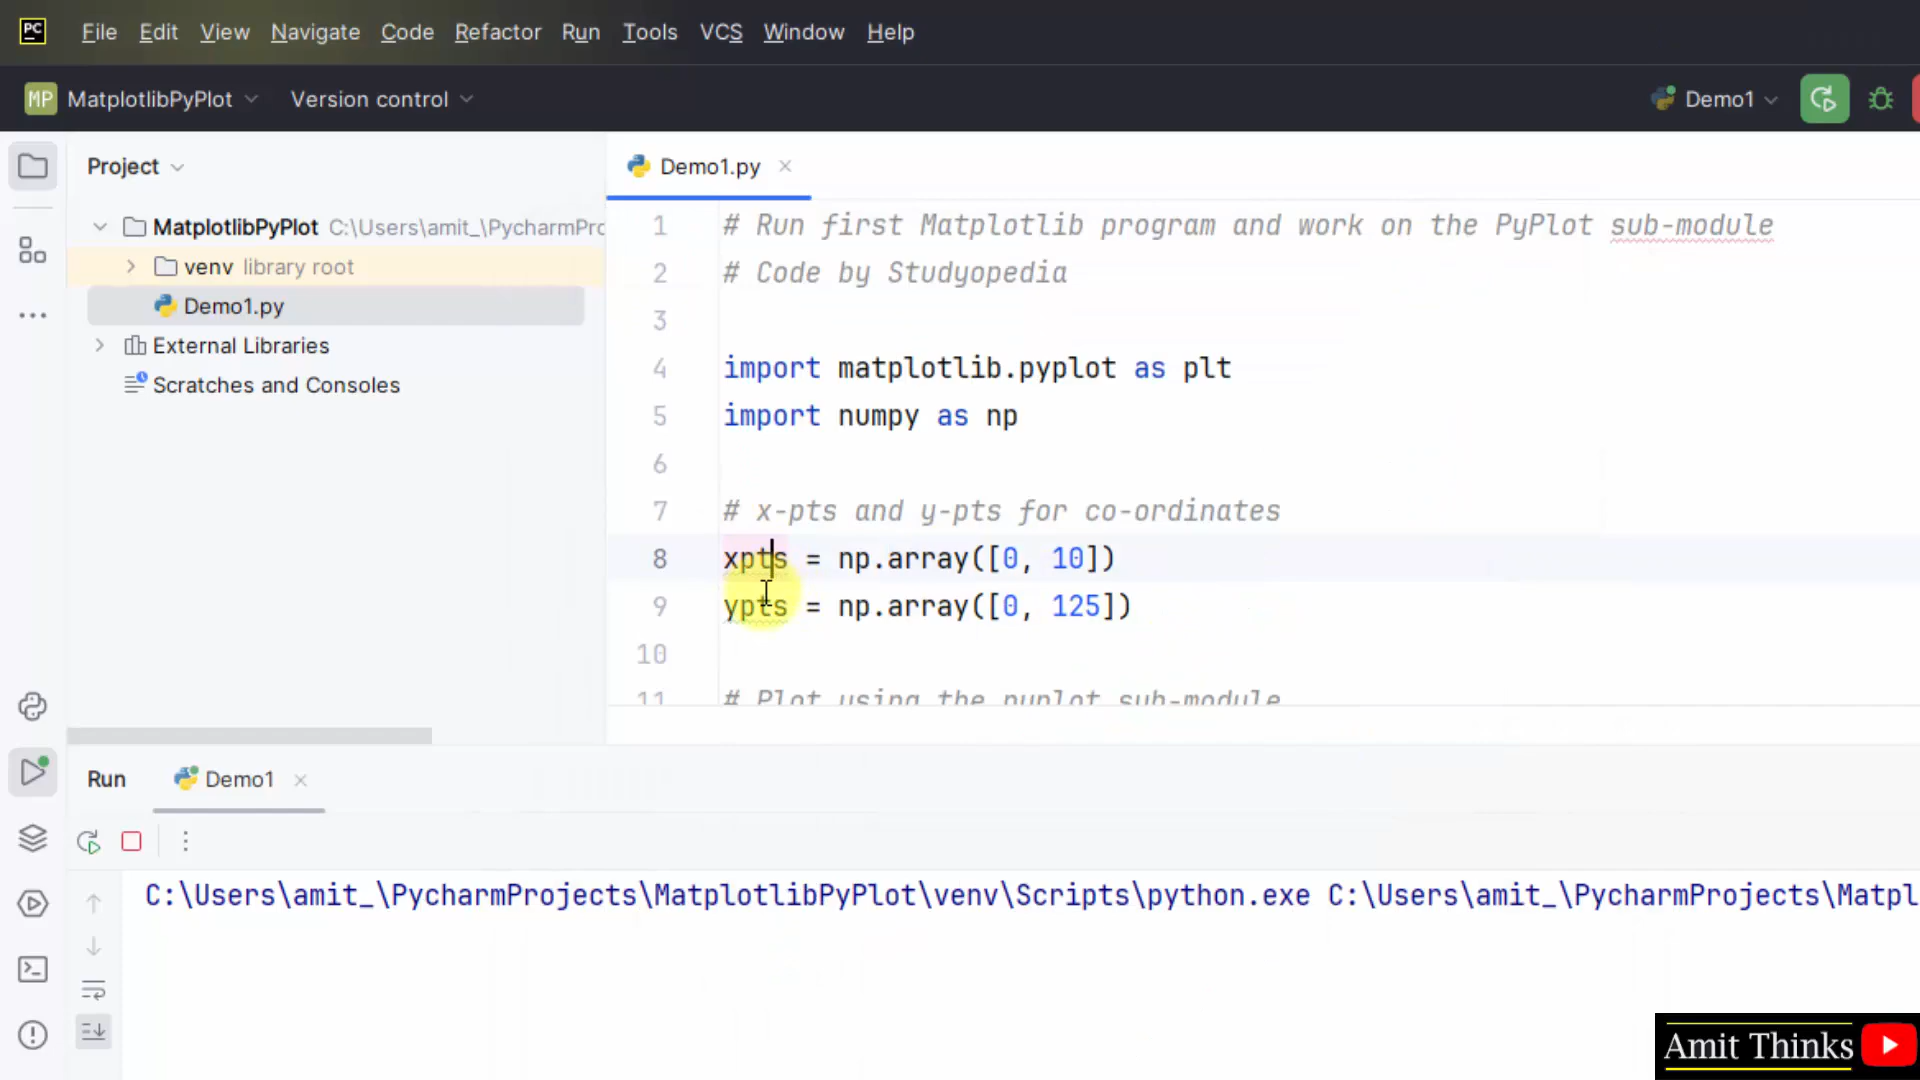 PC File Edit View Navigate Code Refactor Run Tools VCS Window Help
MP MatplotlibPyPlot Version control Demo1
Project
Demo1.py
MatplotlibPyPlot C:\Users\amit_\PycharmPro
venv library root
Demo1.py
External Libraries
Scratches and Consoles
1 # Run first Matplotlib program and work on the PyPlot sub-module
2 # Code by Studyopedia
3
4 import matplotlib.pyplot as plt
5 import numpy as np
6
7 # x-pts and y-pts for co-ordinates
8 xpts = np.array([0, 10])
9 ypts = np.array([0, 125])
10
11 # Plot using the pyplot sub-module
Run Demo1
C:\Users\amit_\PycharmProjects\MatplotlibPyPlot\venv\Scripts\python.exe C:\Users\amit_\PycharmProjects\Matpl
Amit Thinks